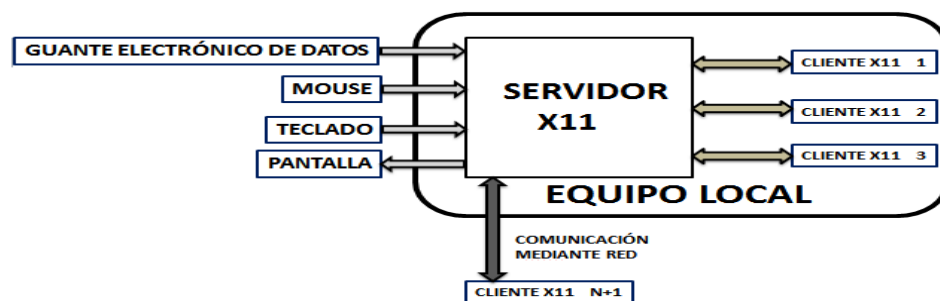 GUANTE ELECTRÓNICO DE DATOS
MOUSE
TECLADO
PANTALLA
SERVIDOR
X11
CLIENTE X11 1
CLIENTE X11 2
CLIENTE X11 3
EQUIPO LOCAL
COMUNICACIÓN
MEDIANTE RED
CLIENTE X11 N+1